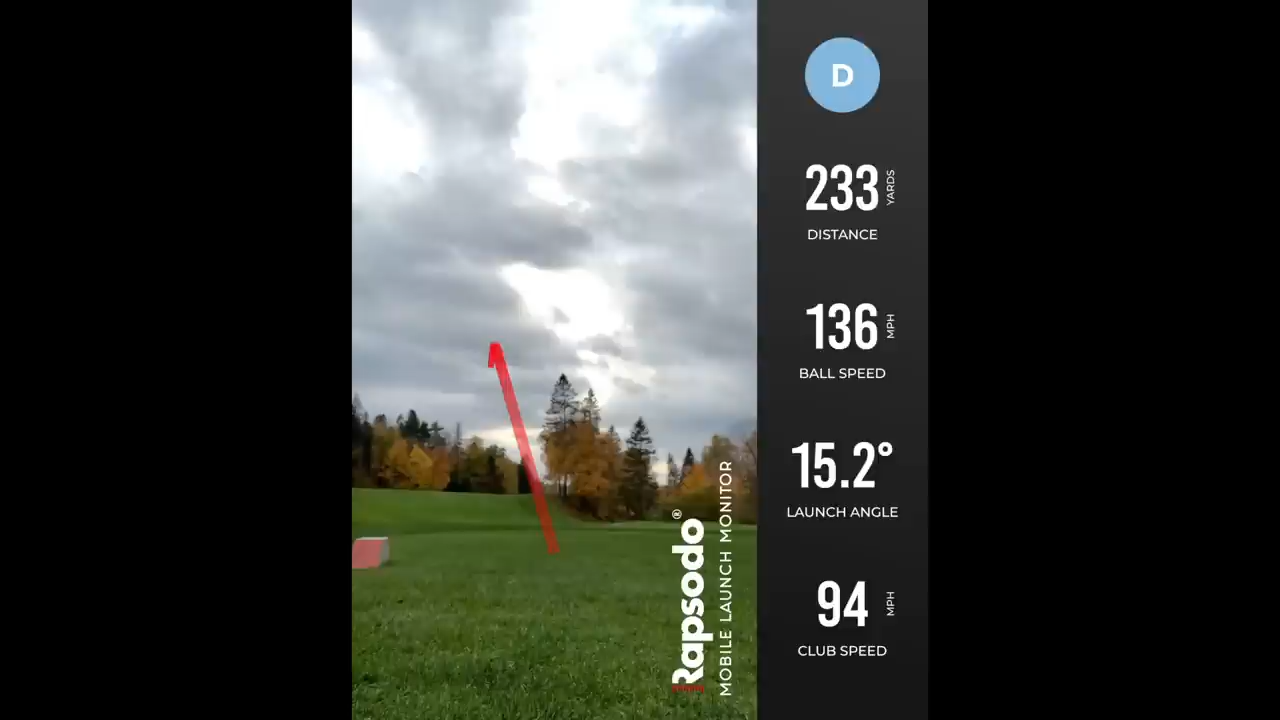 D
233 YARDS
DISTANCE
136 MPH
BALL SPEED
15.2°
LAUNCH ANGLE
94 MPH
CLUB SPEED
Rapsodo®
MOBILE LAUNCH MONITOR